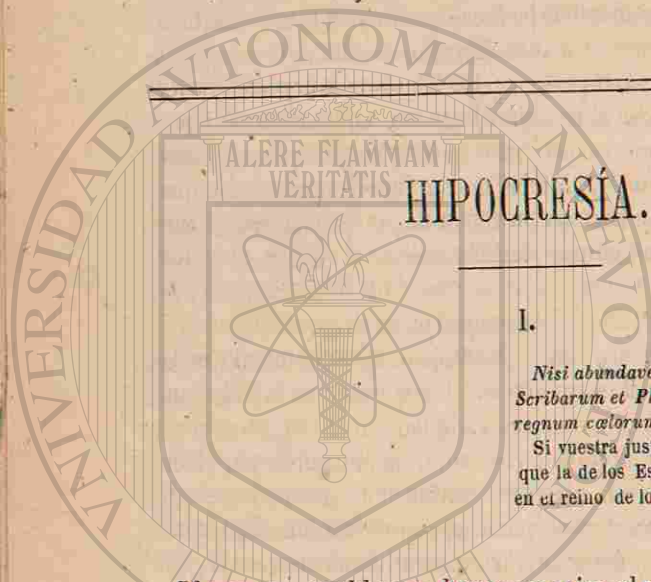 UNIVERSIDAD AUTONOMA DE NUEVO
ALERE FLAMMAM
VERITATIS
HIPOCRESÍA.
I.
Nisi abundave
Scribarum et P
regnum cœlorum
Si vuestra jus
que la de los Es
en el reino de lo